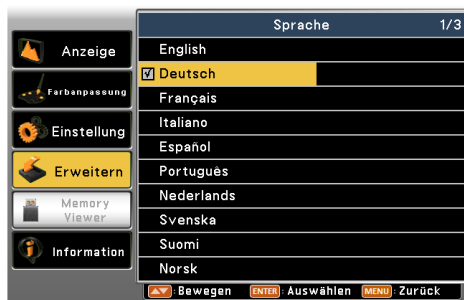 Sprache 1/3
Anzeige
Farbanpassung
Einstellung
Erweitern
Memory
Viewer
Information
English
Deutsch
Français
Italiano
Español
Português
Nederlands
Svenska
Suomi
Norsk
:Bewegen ENTER :Auswählen MENU :Zurück